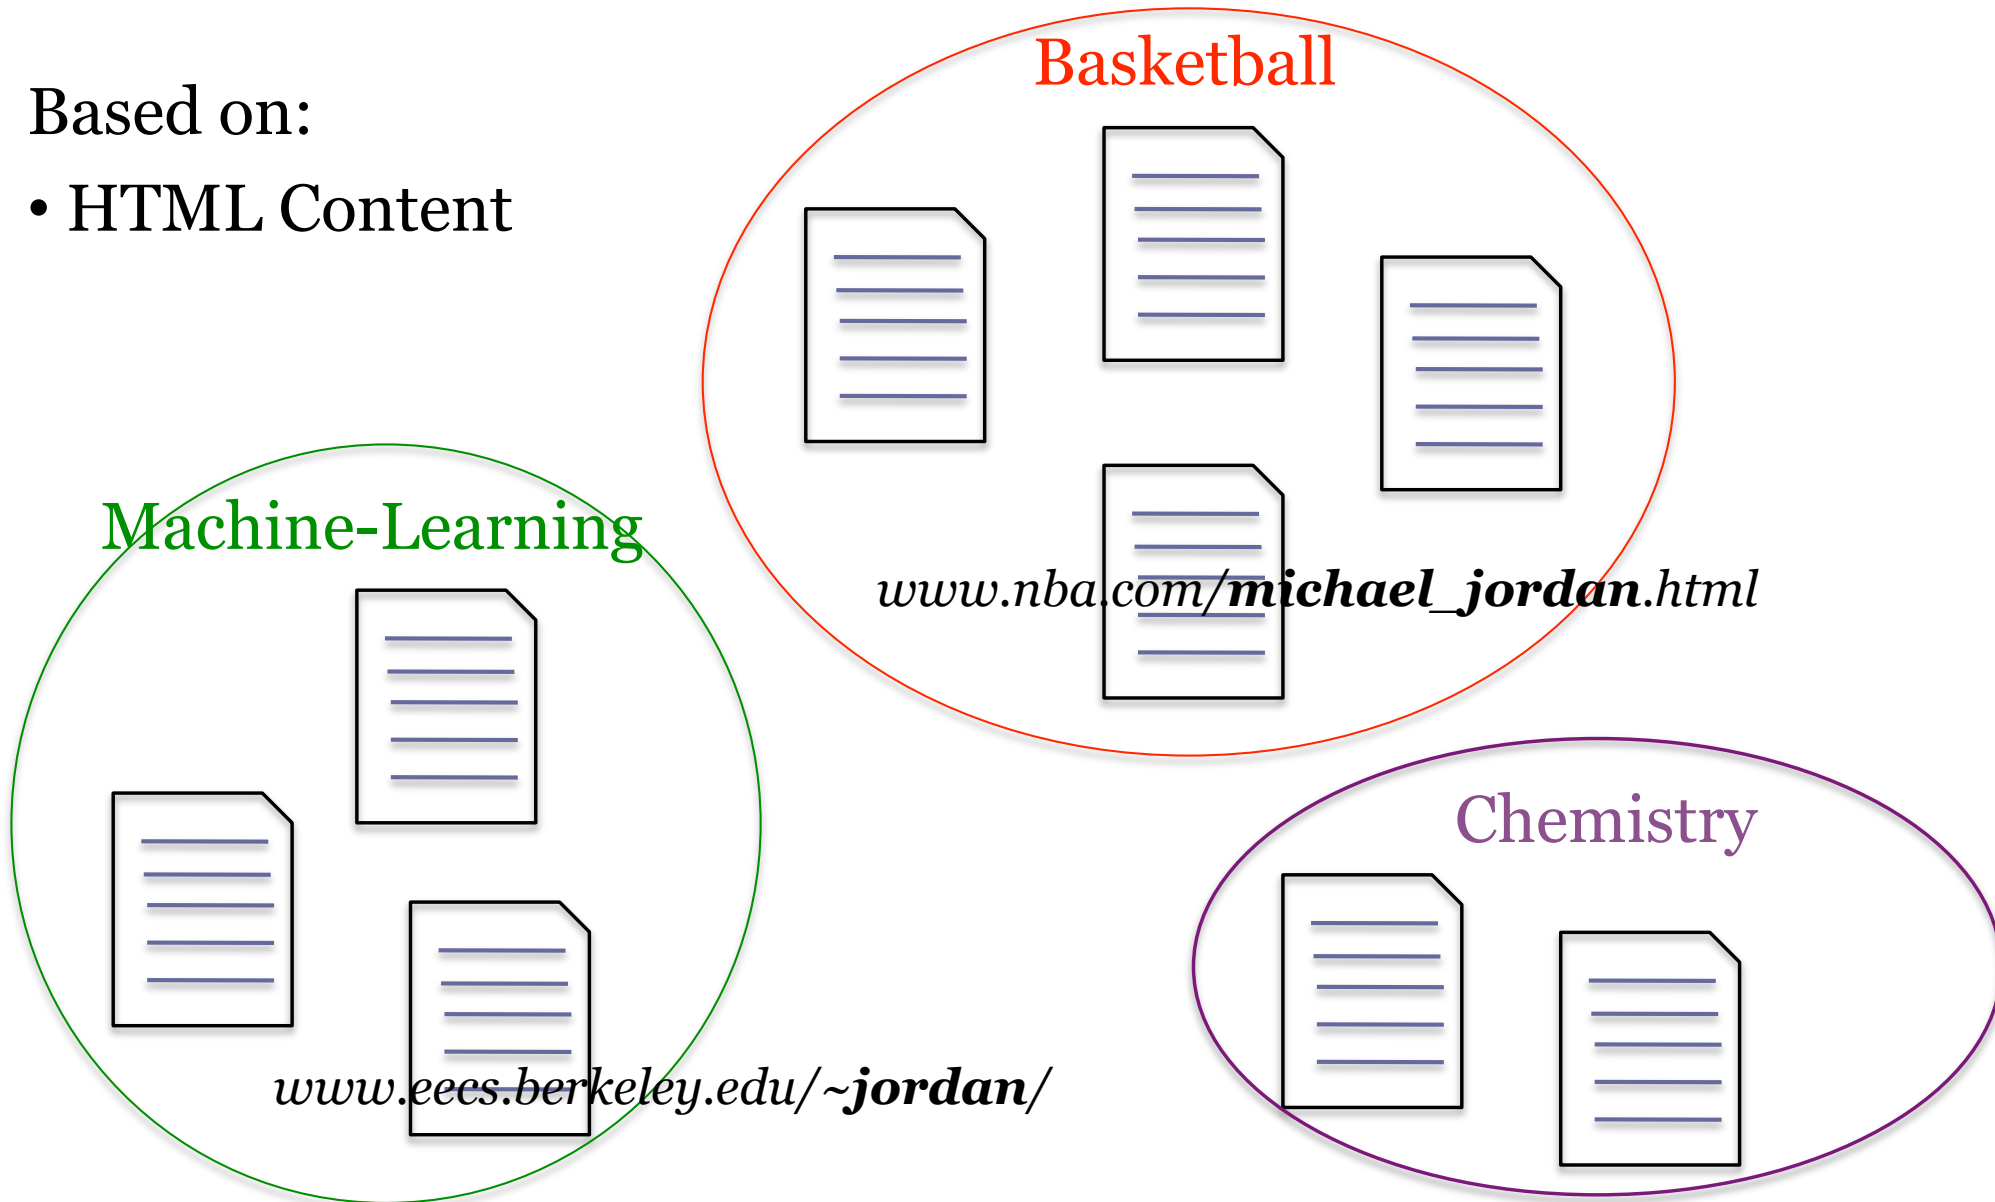 Based on:
• HTML Content
Basketball
www.nba.com/michael_jordan.html
Machine-Learning
www.eecs.berkeley.edu/~jordan/
Chemistry